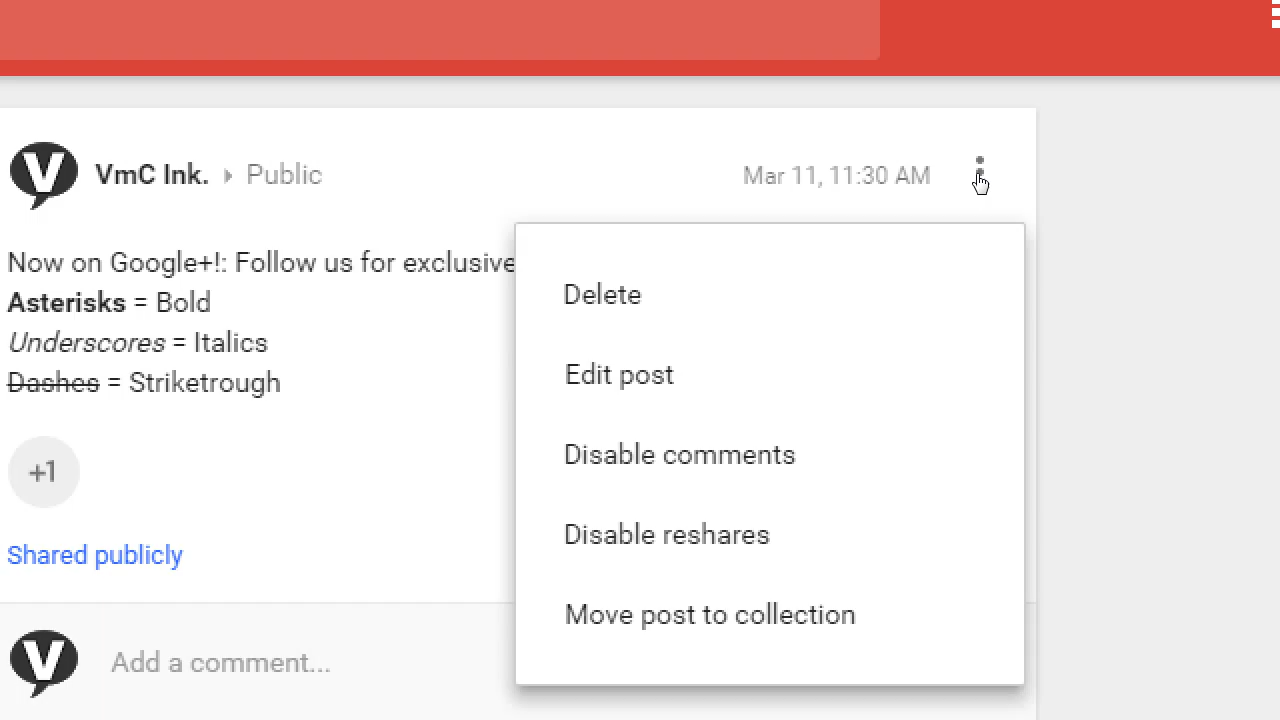 V VmC Ink. Public Mar 11, 11:30 AM
Now on Google+!: Follow us for exclusive
Asterisks = Bold
Underscores = Italics
Dashes = Striketrough
+1
Shared publicly
V Add a comment...
Delete
Edit post
Disable comments
Disable reshares
Move post to collection